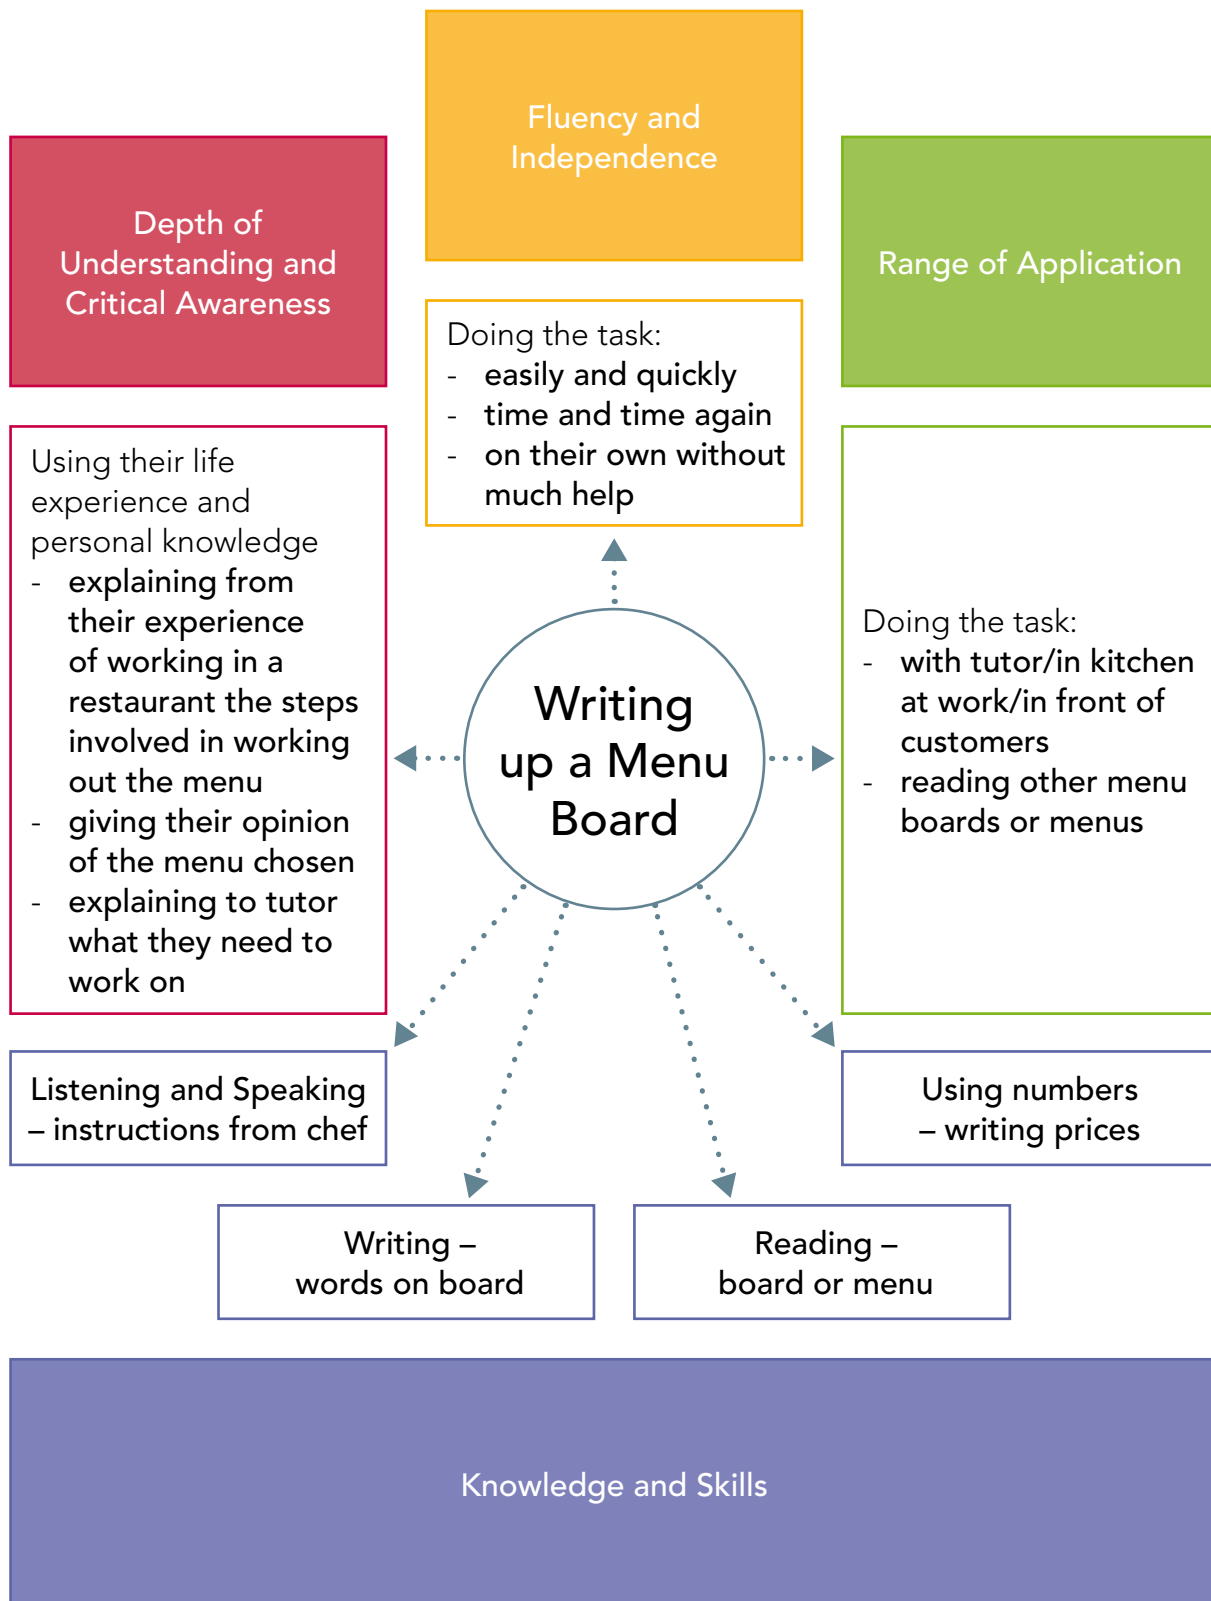 Fluency and
Independence
Depth of
Understanding and
Critical Awareness
Range of Application
Doing the task:
- easily and quickly
- time and time again
- on their own without
much help
Using their life
experience and
personal knowledge
- explaining from
their experience
of working in a
restaurant the steps
involved in working
out the menu
- giving their opinion
of the menu chosen
- explaining to tutor
what they need to
work on
Writing
up a Menu
Board
Doing the task:
- with tutor/in kitchen
at work/in front of
customers
- reading other menu
boards or menus
Listening and Speaking
– instructions from chef
Using numbers
– writing prices
Writing –
words on board
Reading –
board or menu
Knowledge and Skills